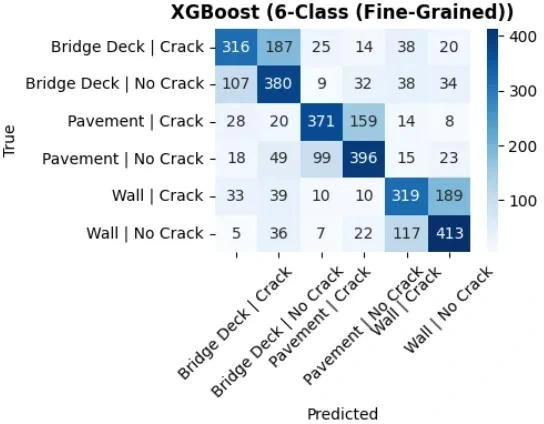 XGBoost (6-Class (Fine-Grained))
Bridge Deck | Crack 316 187 25 14 38 20
Bridge Deck | No Crack 107 380 9 32 38 34
Pavement | Crack 28 20 371 159 14 8
Pavement | No Crack 18 49 99 396 15 23
Wall | Crack 33 39 10 10 319 189
Wall | No Crack 5 36 7 22 117 413
True
400
300
200
100
Bridge Deck | Crack
Bridge Deck | No Crack
Pavement | Crack
Pavement | No Crack
Wall | Crack
Wall | No Crack
Predicted